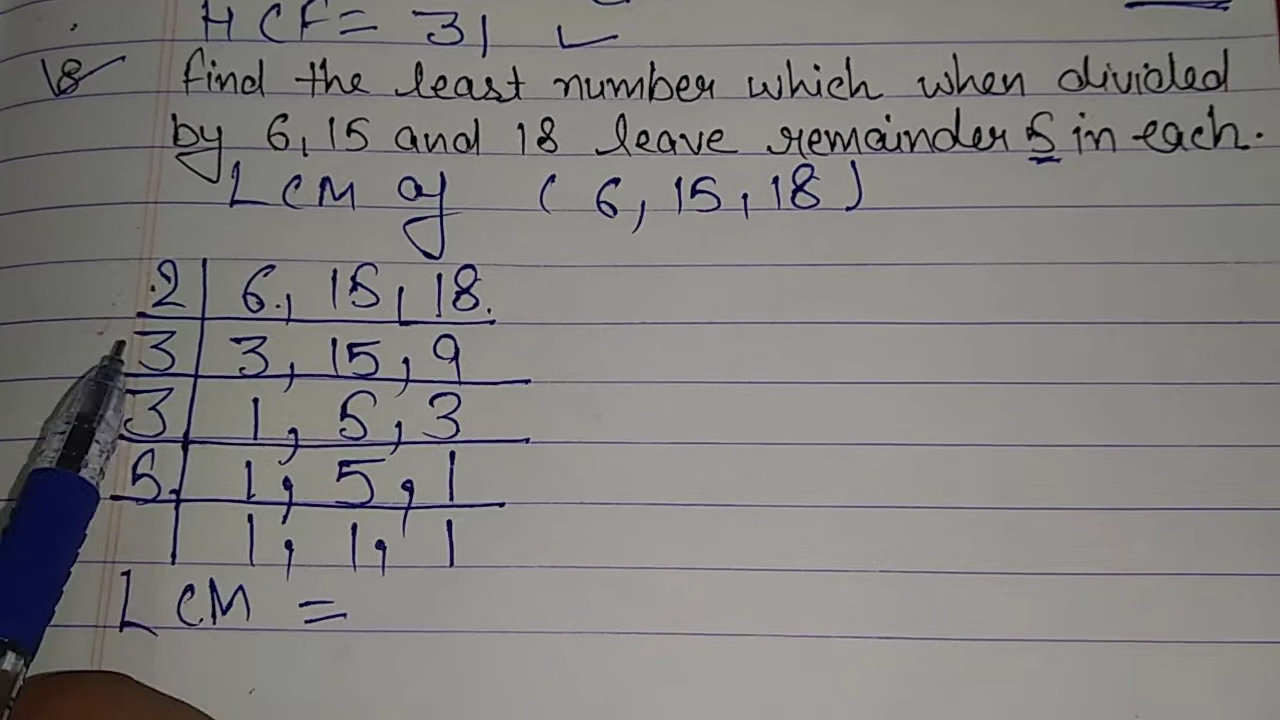 HCF = 31
18 find the least number which when divided
by 6, 15 and 18 leave remainder 5 in each.
LCM of ( 6, 15, 18 )
2 | 6, 15, 18.
3 | 3, 15, 9
3 | 1, 5, 3
5. | 1, 5, 1
| 1, 1, 1
LCM =